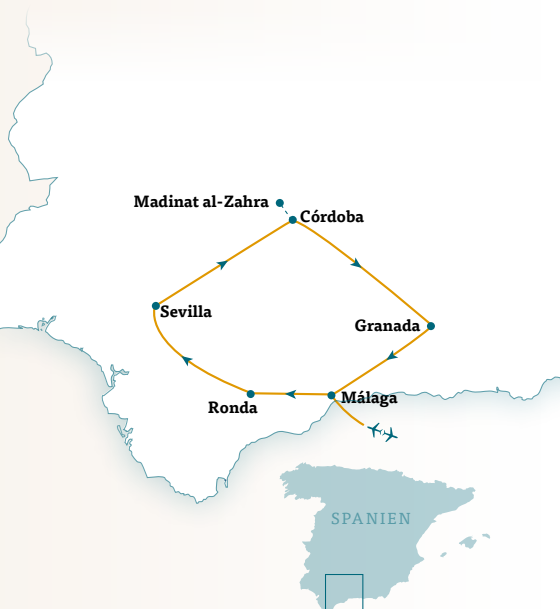 Madinat al-Zahra
Córdoba
Sevilla
Granada
Málaga
Ronda
SPANIEN